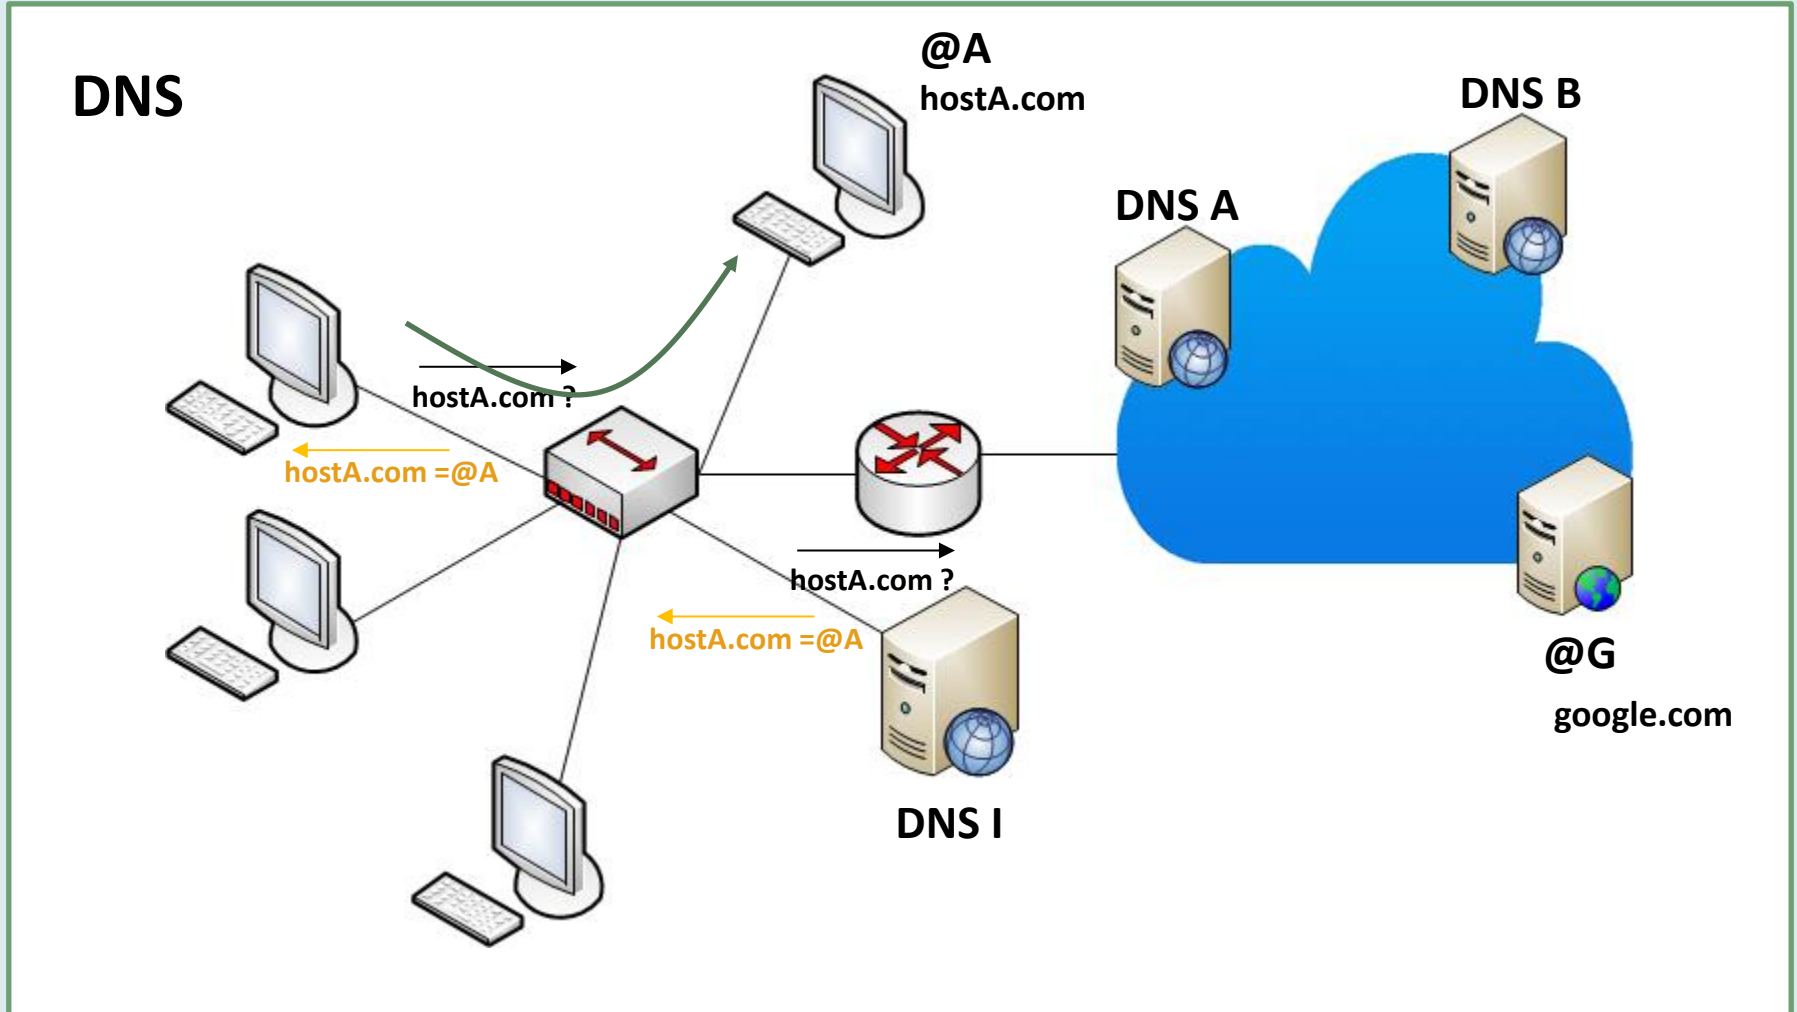 DNS
@A
hostA.com
DNS B
DNS A
hostA.com ?
hostA.com =@A
hostA.com ?
hostA.com =@A
@G
google.com
DNS I